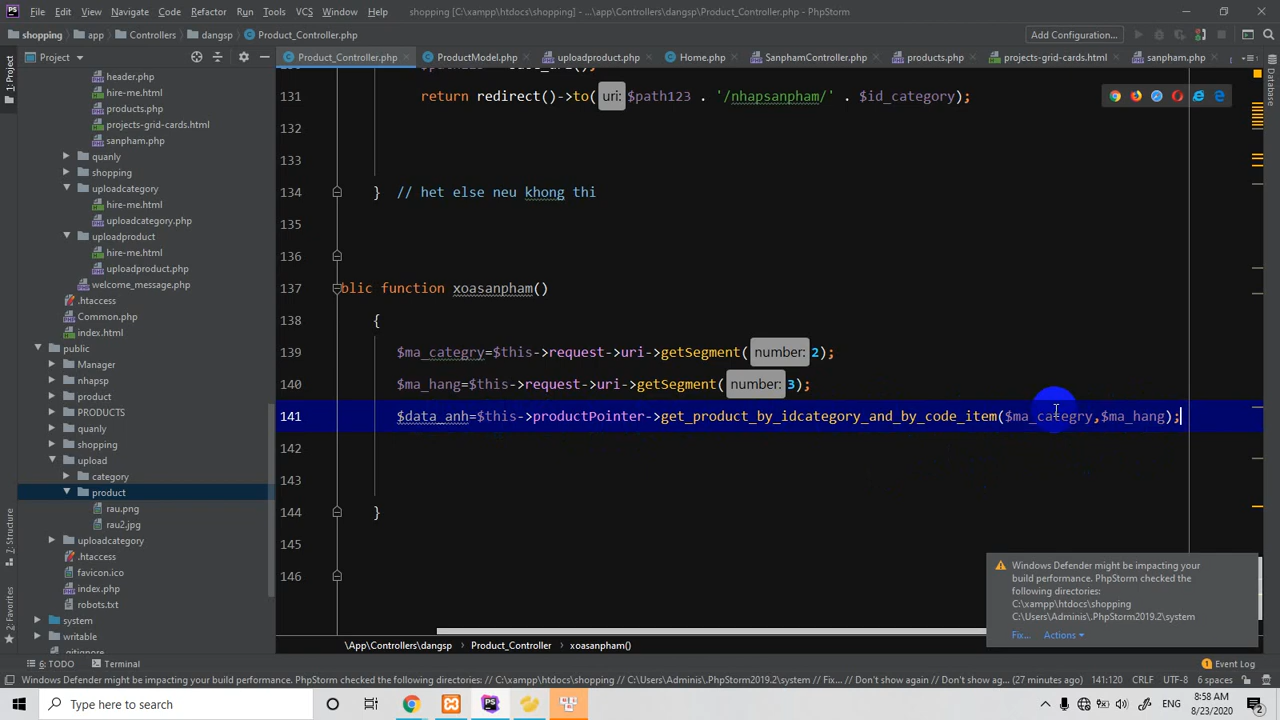 File Edit View Navigate Code Refactor Run Tools VCS Window Help shopping [C:\xampp\htdocs\shopping] - ...\app\Controllers\dangsp\Product_Controller.php - PhpStorm
shopping app Controllers dangsp Product_Controller.php Add Configuration...
Project
Product_Controller.php ProductModel.php uploadproduct.php Home.php SanphamController.php products.php projects-grid-cards.html sanpham.php
1: Project
Database
header.php
hire-me.html
products.php
projects-grid-cards.html
sanpham.php
quanly
shopping
uploadcategory
hire-me.html
uploadcategory.php
uploadproduct
hire-me.html
uploadproduct.php
welcome_message.php
.htaccess
Common.php
index.html
public
Manager
nhapsp
product
PRODUCTS
quanly
shopping
upload
category
product
rau.png
rau2.jpg
uploadcategory
.htaccess
favicon.ico
index.php
robots.txt
system
writable
.gitignore
7: Structure
2: Favorites
131 return redirect()->to( uri: $path123 . '/nhapsanpham/' . $id_category);
132
133
134 } // het else neu khong thi
135
136
137 blic function xoasanpham()
138 {
139 $ma_categry=$this->request->uri->getSegment( number: 2);
140 $ma_hang=$this->request->uri->getSegment( number: 3);
141 $data_anh=$this->productPointer->get_product_by_idcategory_and_by_code_item($ma_categry,$ma_hang);
142
143
144 }
145
146
Windows Defender might be impacting your
build performance. PhpStorm checked the
following directories:
C:\xampp\htdocs\shopping
C:\Users\Adminis\.PhpStorm2019.2\system
Fix... Actions
\App\Controllers\dangsp Product_Controller xoasanpham()
6: TODO Terminal Event Log
Windows Defender might be impacting your build performance. PhpStorm checked the following directories: // C:\xampp\htdocs\shopping // C:\Users\Adminis\.PhpStorm2019.2\system // Fix... // Don't show again // Don't show ag... (27 minutes ago) 141:120 CRLF UTF-8 6 spaces
Type here to search
ENG
8:58 AM
8/23/2020
2